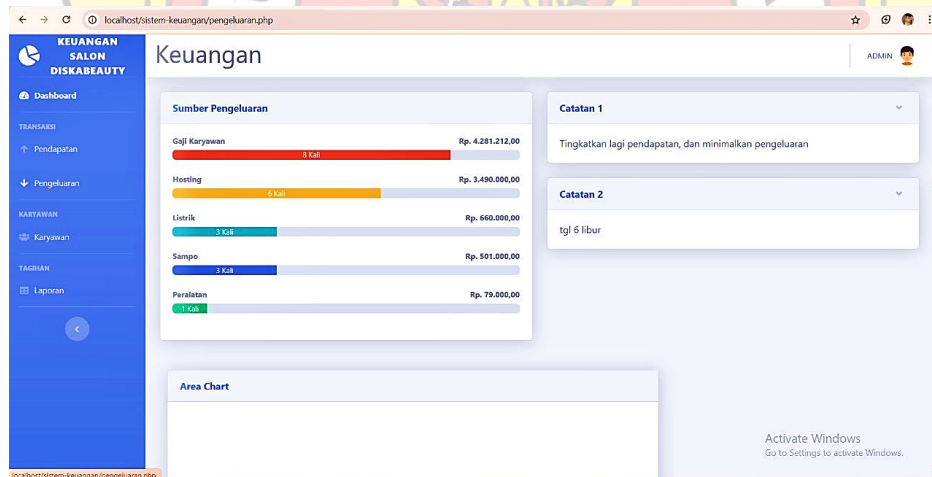 localhost/sistem-keuangan/pengeluaran.php
KEUANGAN
SALON
DISKABEAUTY
Dashboard
TRANSAKSI
Pendapatan
Pengeluaran
KARYAWAN
Karyawan
TAGIHAN
Laporan
Keuangan
ADMIN
Sumber Pengeluaran
Gaji Karyawan Rp. 4.281.212,00
8 Kali
Hosting Rp. 3.490.000,00
6 Kali
Listrik Rp. 660.000,00
3 Kali
Sampo Rp. 501.000,00
3 Kali
Peralatan Rp. 79.000,00
1 Kali
Catatan 1
Tingkatkan lagi pendapatan, dan minimalkan pengeluaran
Catatan 2
tgl 6 libur
Area Chart
Activate Windows
Go to Settings to activate Windows.
localhost/sistem-keuangan/pengeluaran.php